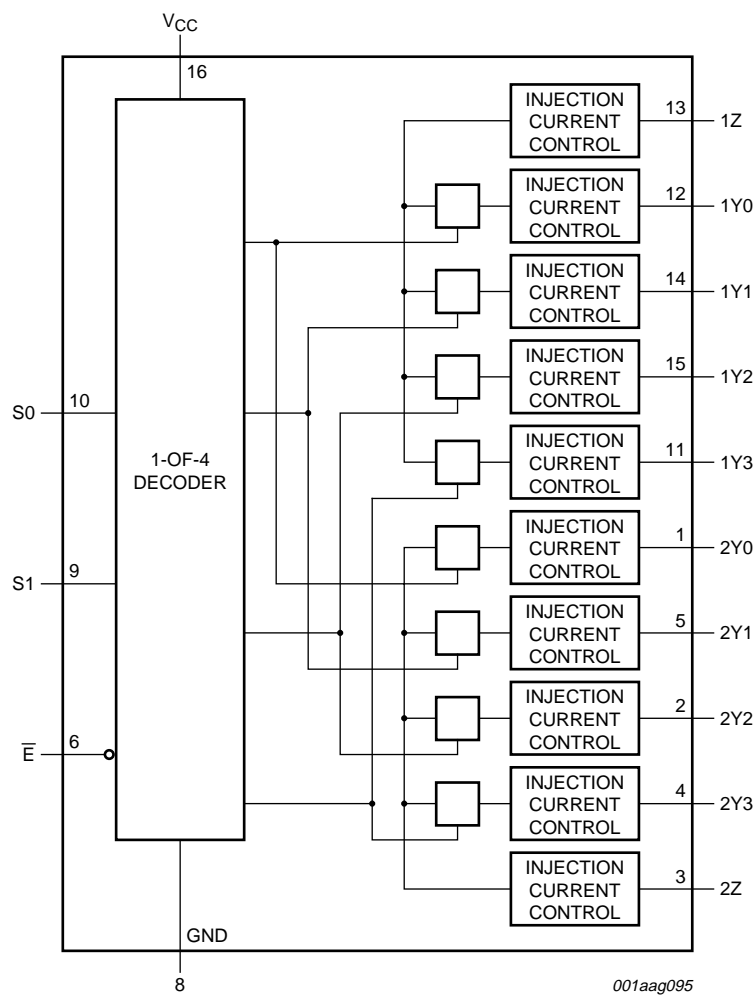 VCC
16
INJECTION
CURRENT
CONTROL
13
1Z
INJECTION
CURRENT
CONTROL
12
1Y0
INJECTION
CURRENT
CONTROL
14
1Y1
INJECTION
CURRENT
CONTROL
15
1Y2
S0
10
1-OF-4
DECODER
INJECTION
CURRENT
CONTROL
11
1Y3
INJECTION
CURRENT
CONTROL
1
2Y0
S1
9
INJECTION
CURRENT
CONTROL
5
2Y1
INJECTION
CURRENT
CONTROL
2
2Y2
E̅
6
INJECTION
CURRENT
CONTROL
4
2Y3
INJECTION
CURRENT
CONTROL
3
2Z
GND
8
001aag095